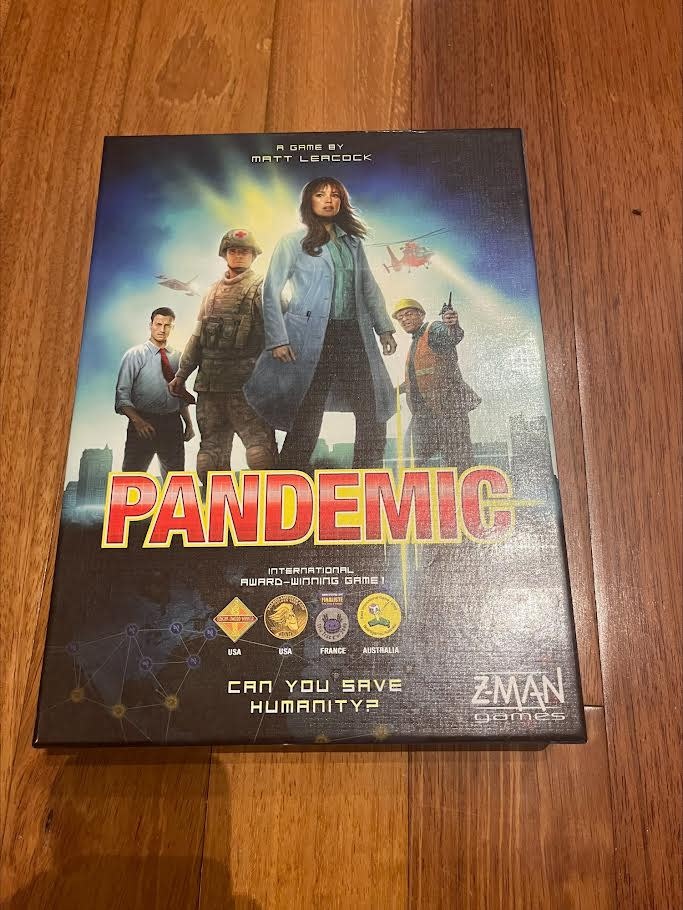 A GAME BY
MATT LEACOCK
PANDEMIC
INTERNATIONAL
AWARD-WINNING GAME!
FINALISTE
USA
USA
FRANCE
AUSTRALIA
CAN YOU SAVE
HUMANITY?
Z-MAN
games